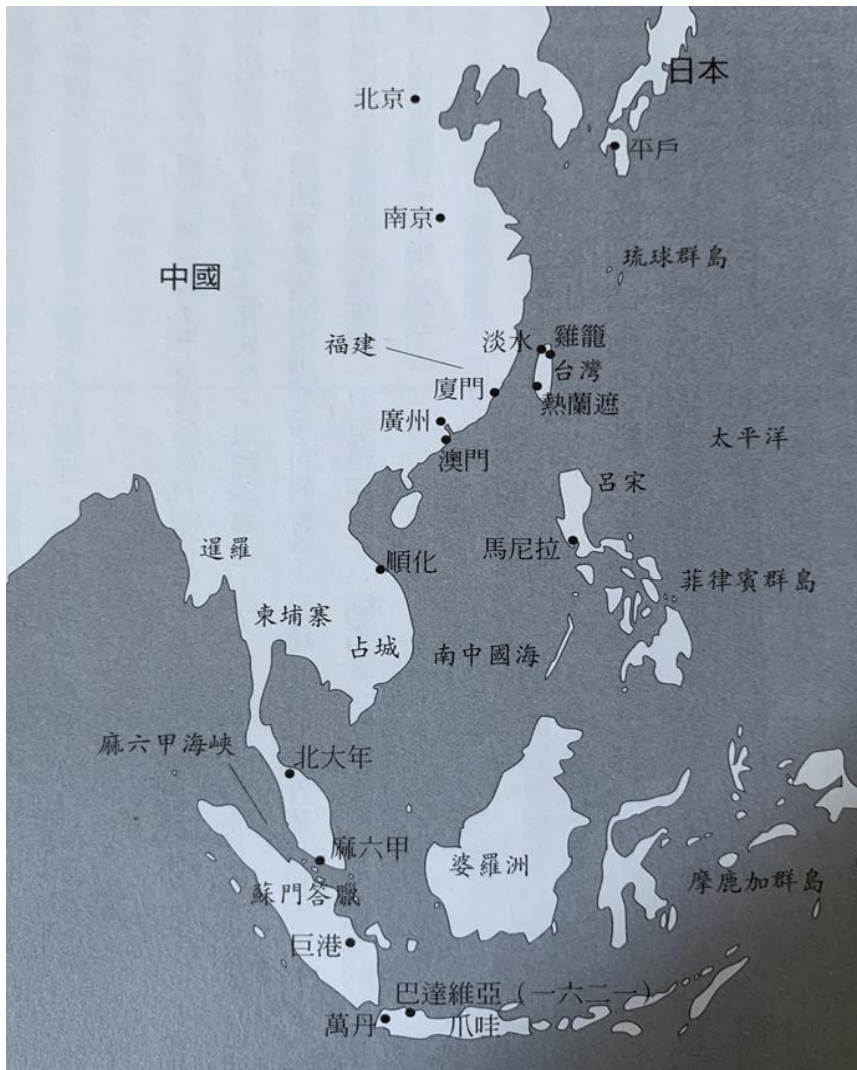 日本
北京
平戶
南京
琉球群島
中國
福建
淡水
雞籠
台灣
廈門
熱蘭遮
廣州
澳門
太平洋
呂宋
暹羅
順化
馬尼拉
菲律賓群島
柬埔寨
占城
南中國海
麻六甲海峽
北大年
麻六甲
婆羅洲
摩鹿加群島
蘇門答臘
巨港
巴達維亞（一六二一）
萬丹
爪哇